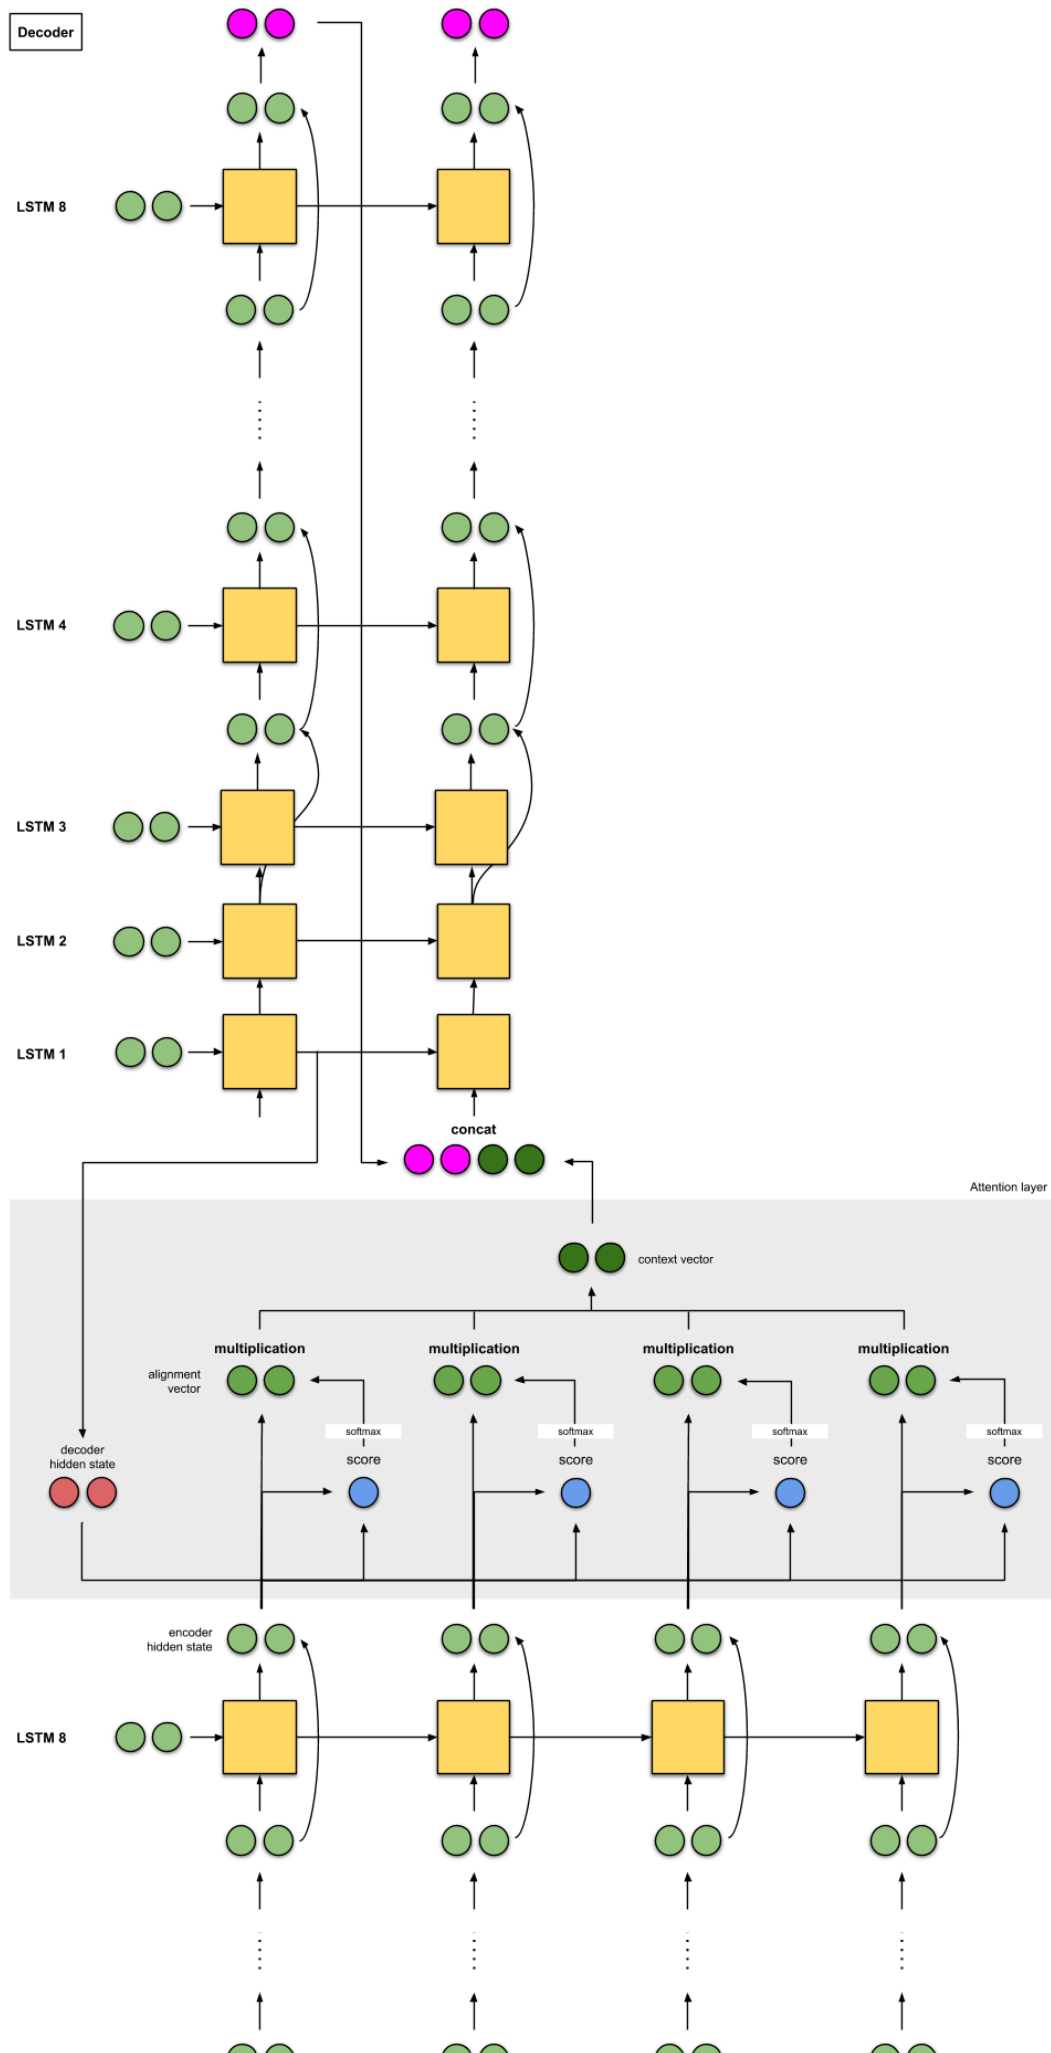 Decoder
LSTM 8
LSTM 4
LSTM 3
LSTM 2
LSTM 1
concat
Attention layer
context vector
multiplication
multiplication
multiplication
multiplication
alignment
vector
softmax
softmax
softmax
softmax
decoder
hidden state
score
score
score
score
encoder
hidden state
LSTM 8